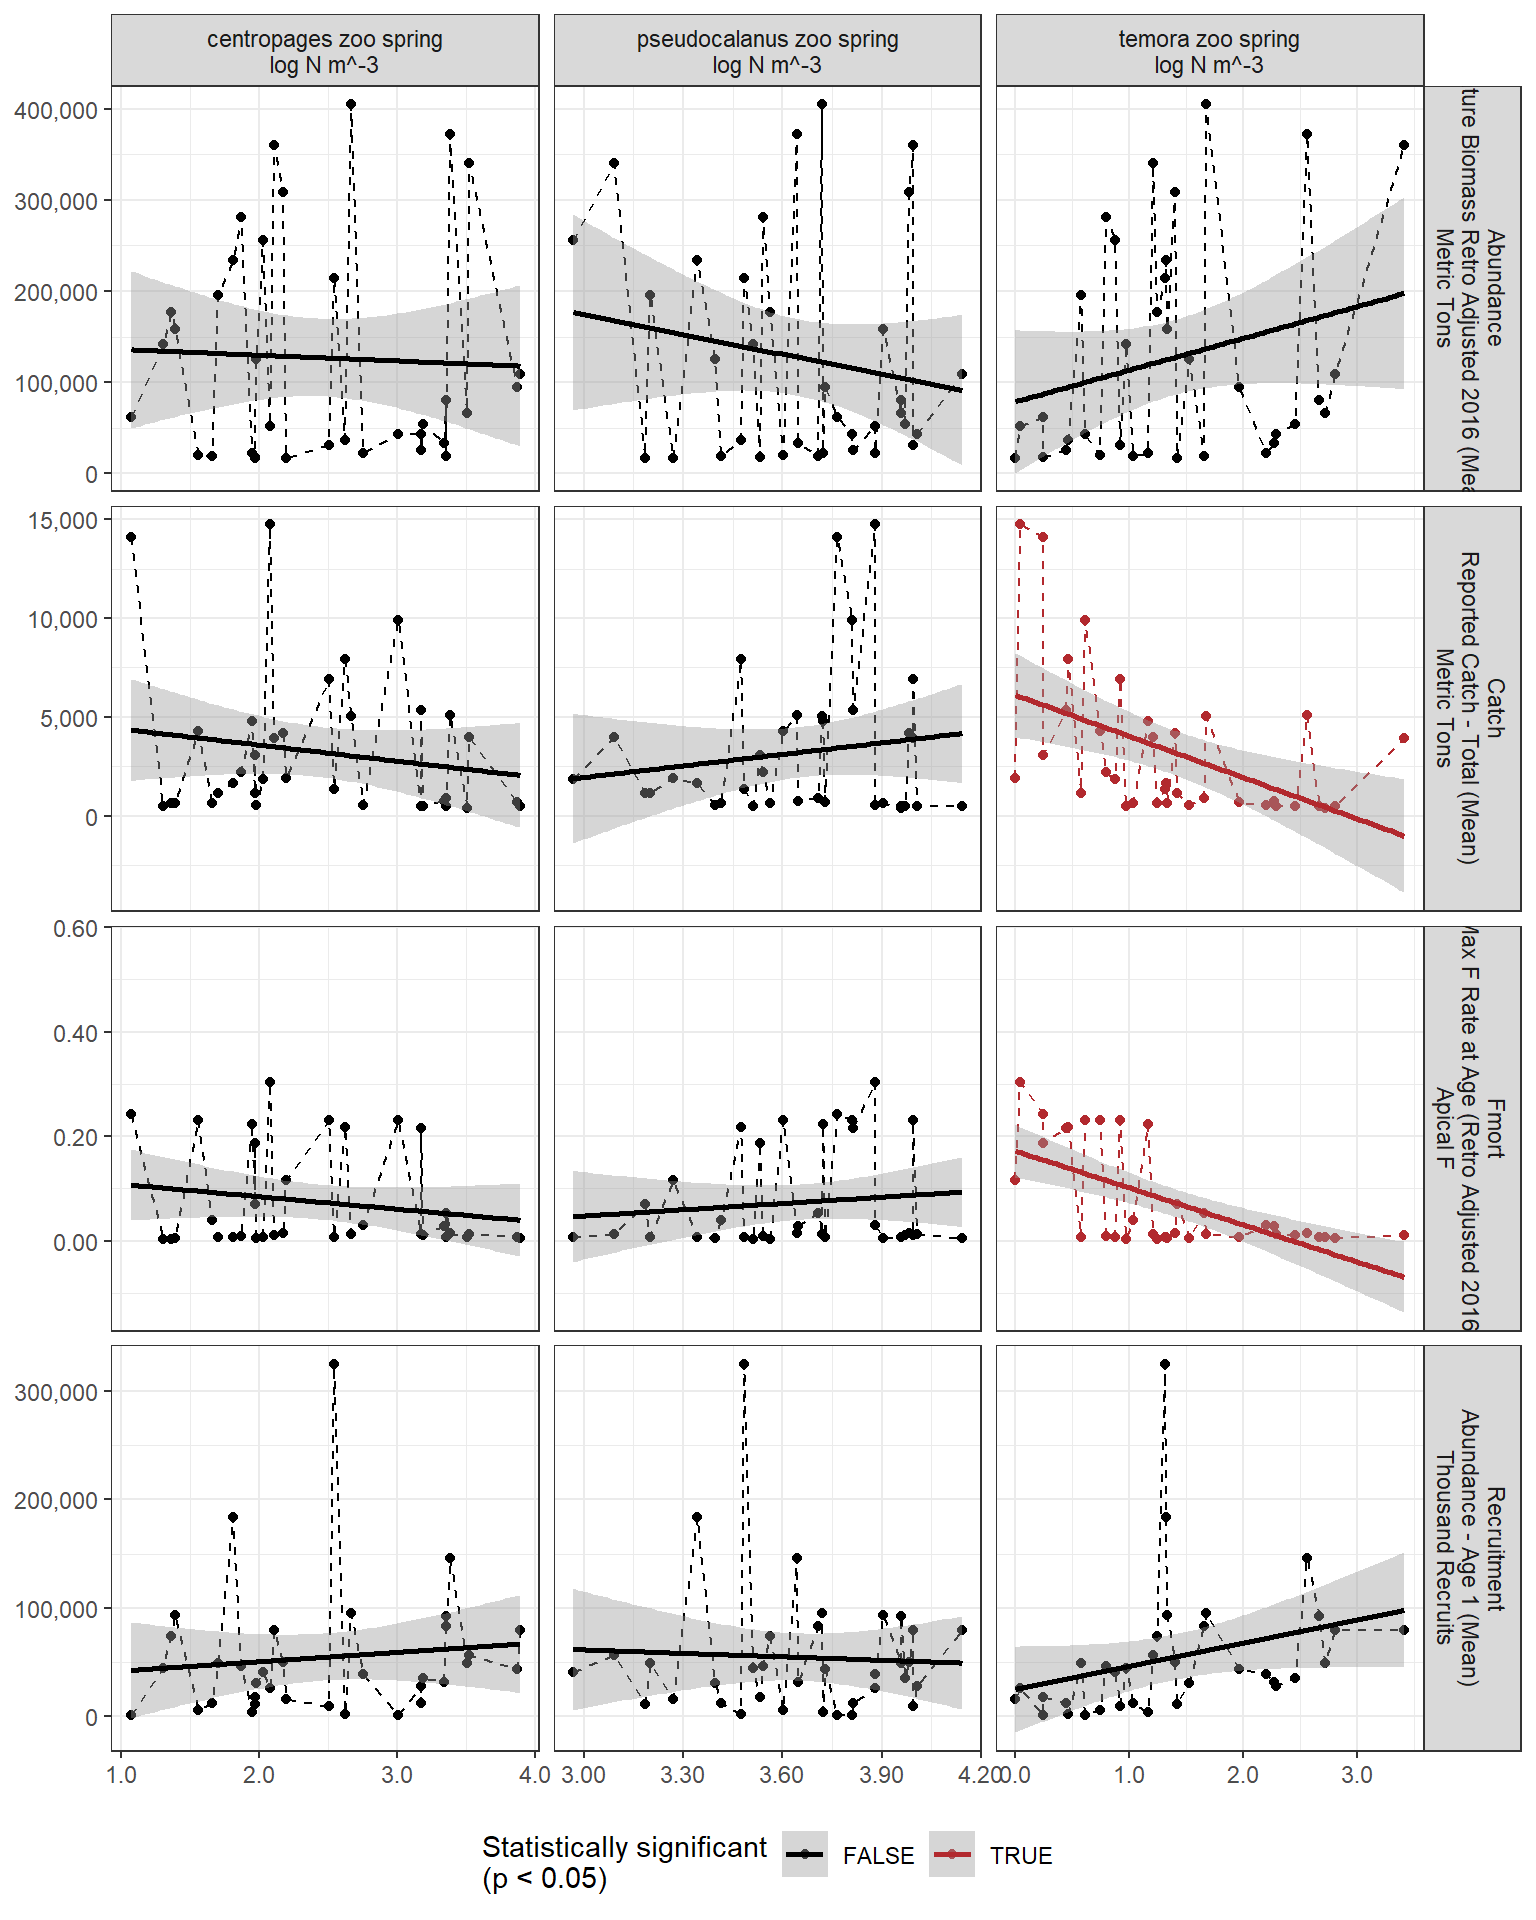 centropages zoo spring
log N m^-3
pseudocalanus zoo spring
log N m^-3
temora zoo spring
log N m^-3
400,000
300,000
200,000
100,000
0
Abundance
Biomass Retro Adjusted 2016
Metric Tons
15,000
10,000
5,000
0
Catch
Reported Catch - Total (Mean)
Metric Tons
0.60
0.40
0.20
0.00
Fmort
F Rate at Age (Retro Adjusted 2016
Apical F
300,000
200,000
100,000
0
Recruitment
Abundance - Age 1 (Mean)
Thousand Recruits
1.0 2.0 3.0 4.0
3.00 3.30 3.60 3.90 4.20
0.0 1.0 2.0 3.0
Statistically significant
(p < 0.05)
FALSE
TRUE